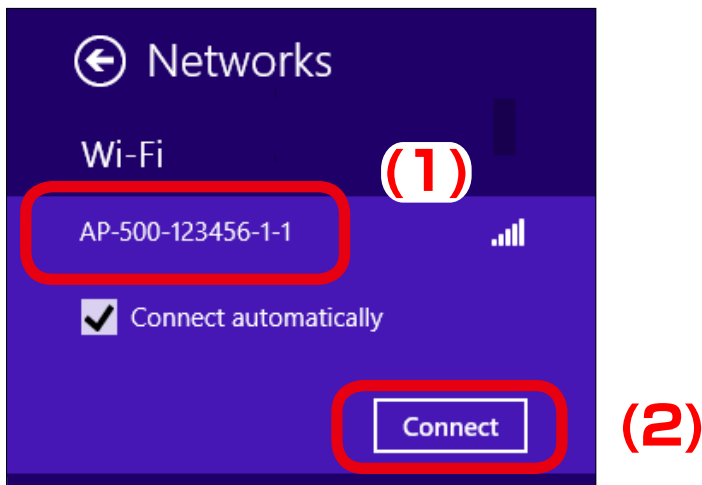 Networks
Wi-Fi
(1)
AP-500-123456-1-1
Connect automatically
Connect
(2)